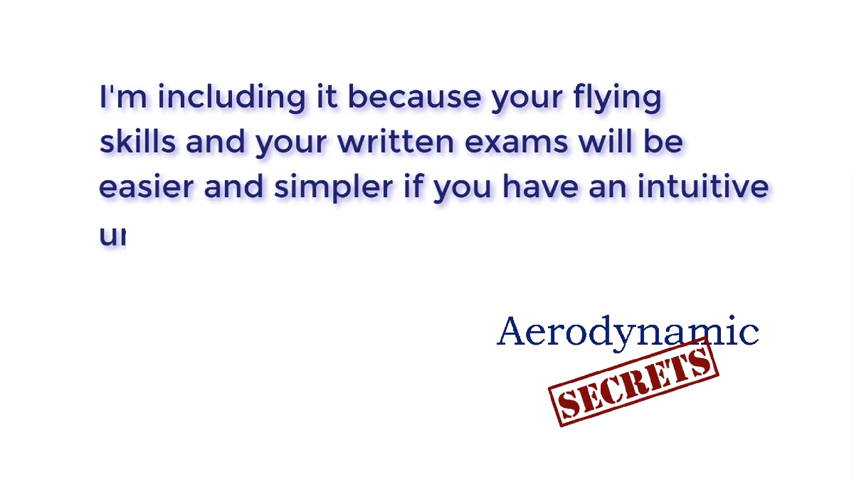 I'm including it because your flying
skills and your written exams will be
easier and simpler if you have an intuitive
Aerodynamic
SECRETS